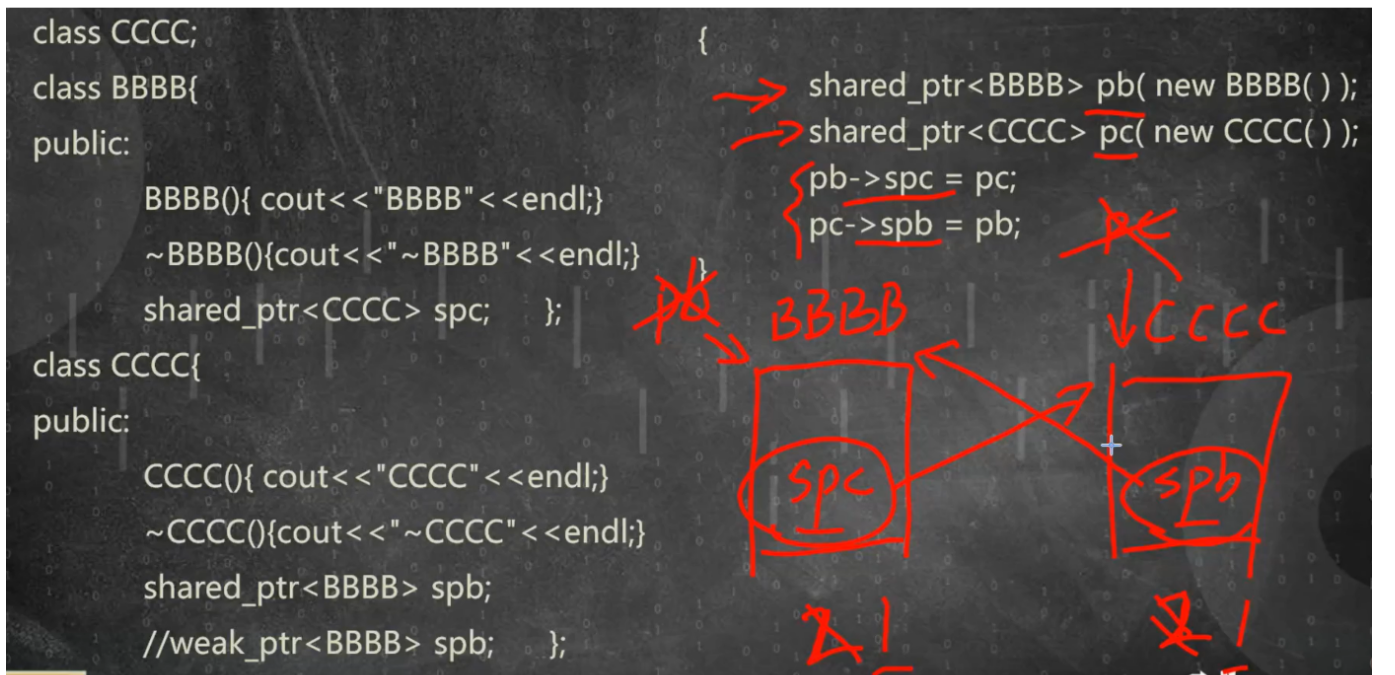 class CCCC;
class BBBB{
public:
BBBB(){ cout<<"BBBB"<<endl;}
~BBBB(){cout<<"~BBBB"<<endl;}
shared_ptr<CCCC> spc; };
class CCCC{
public:
CCCC(){ cout<<"CCCC"<<endl;}
~CCCC(){cout<<"~CCCC"<<endl;}
shared_ptr<BBBB> spb;
//weak_ptr<BBBB> spb; };
{
shared_ptr<BBBB> pb( new BBBB( ) );
shared_ptr<CCCC> pc( new CCCC( ) );
pb->spc = pc;
pc->spb = pb;
}
pb
BBBB
CCCC
spc
spb
2 1
2 1